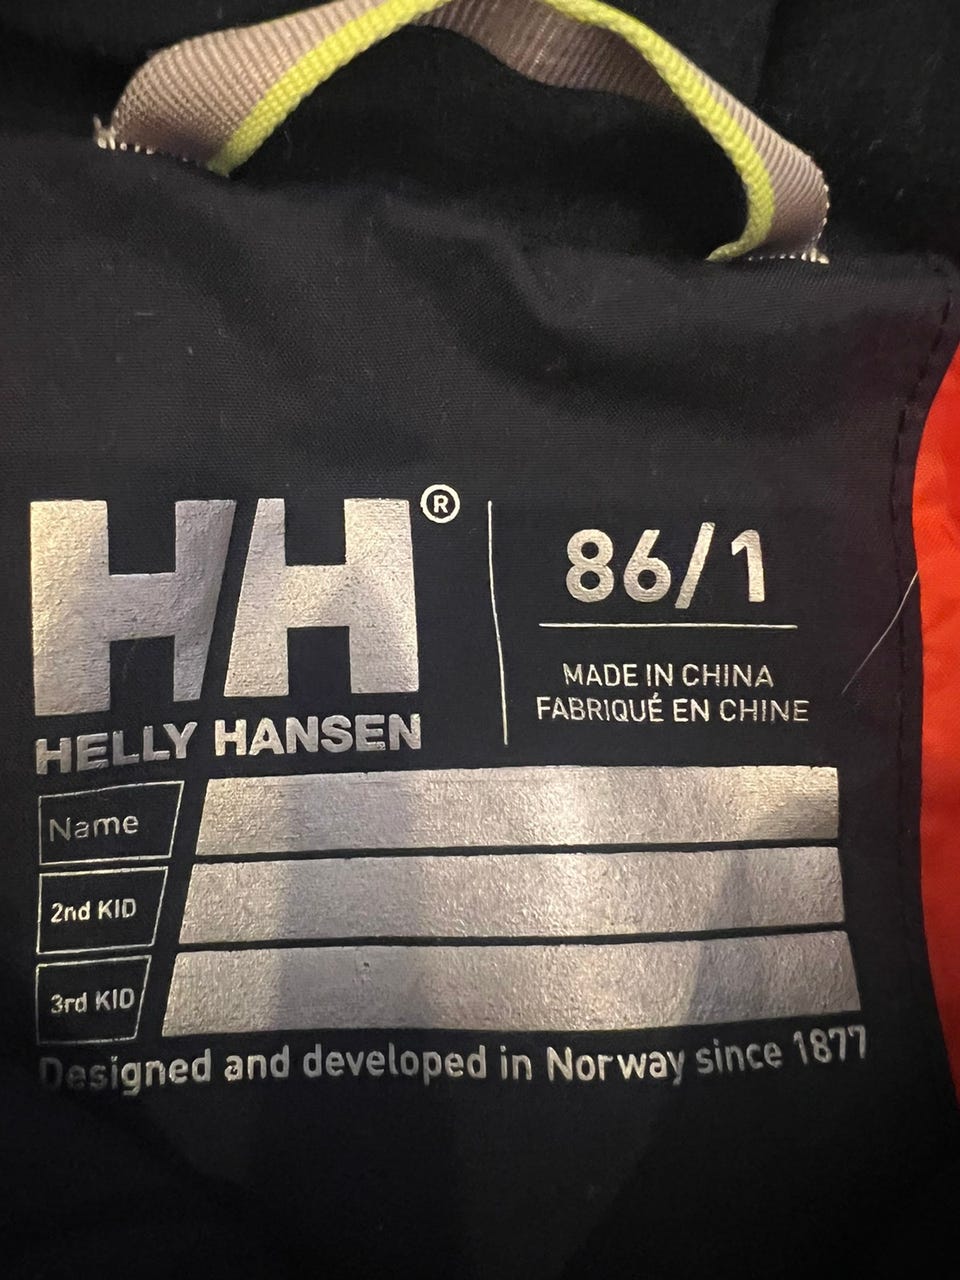 HH®
HELLY HANSEN
86/1
MADE IN CHINA
FABRIQUÉ EN CHINE
Name
2nd KID
3rd KID
Designed and developed in Norway since 1877